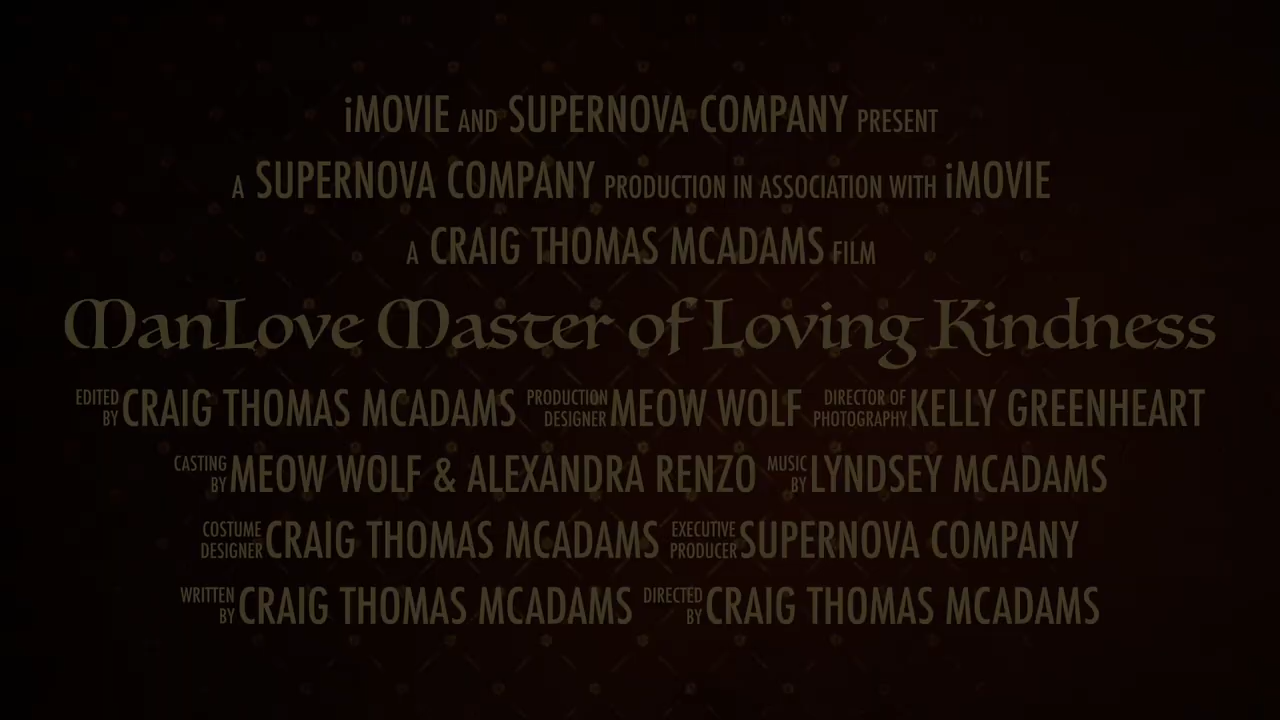 iMOVIE AND SUPERNOVA COMPANY PRESENT
A SUPERNOVA COMPANY PRODUCTION IN ASSOCIATION WITH iMOVIE
A CRAIG THOMAS MCADAMS FILM
ManLove Master of Loving Kindness
EDITED BY CRAIG THOMAS MCADAMS PRODUCTION DESIGNER MEOW WOLF DIRECTOR OF PHOTOGRAPHY KELLY GREENHEART
CASTING BY MEOW WOLF & ALEXANDRA RENZO MUSIC BY LYNDSEY MCADAMS
COSTUME DESIGNER CRAIG THOMAS MCADAMS EXECUTIVE PRODUCER SUPERNOVA COMPANY
WRITTEN BY CRAIG THOMAS MCADAMS DIRECTED BY CRAIG THOMAS MCADAMS